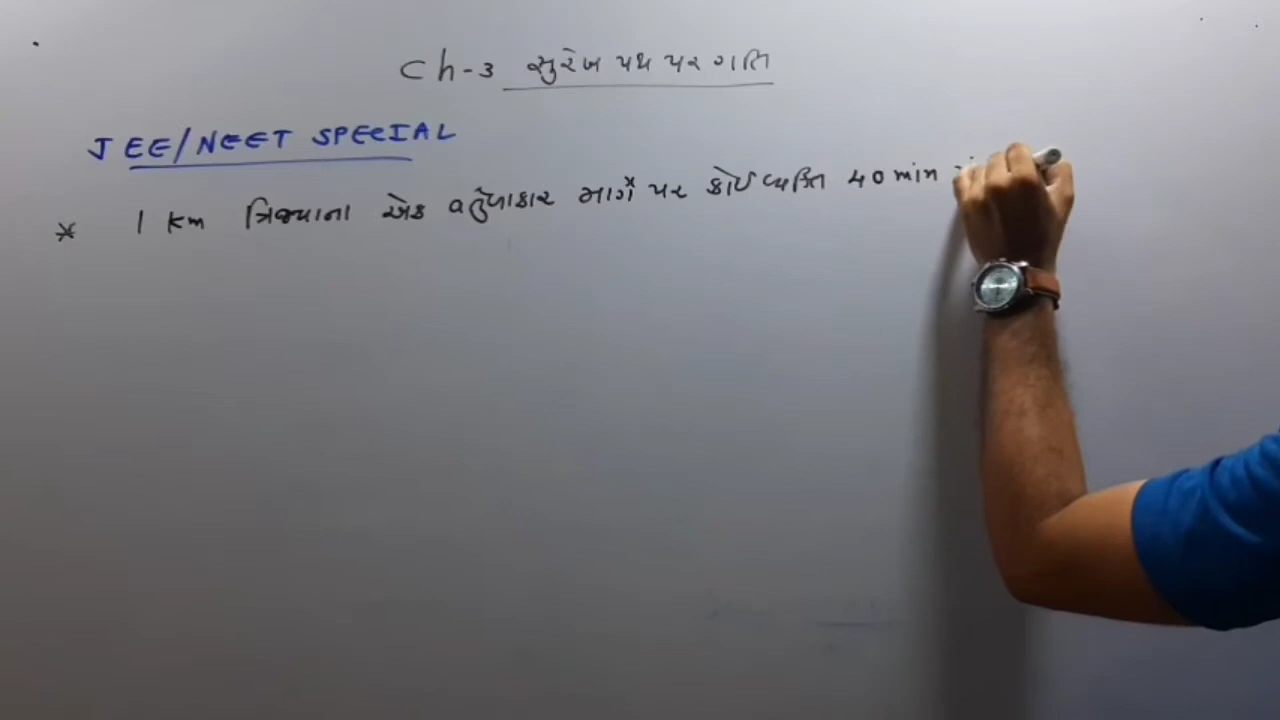 Ch-3 સુરેખ પથ પર ગતિ
JEE/NEET SPECIAL
* 1 km ત્રિજ્યાના એક વર્તુળાકાર માર્ગ પર કોઈ વ્યક્તિ 40 min